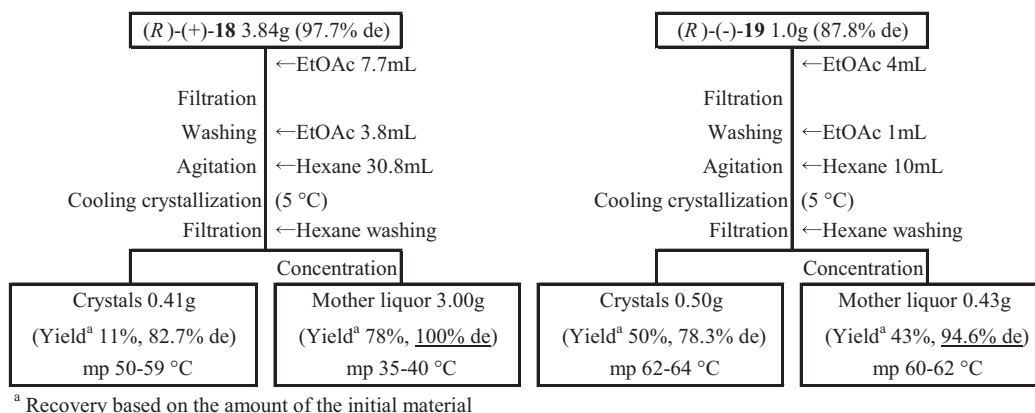 (R)-(+)-18 3.84g (97.7% de)
←EtOAc 7.7mL
Filtration
Washing ←EtOAc 3.8mL
Agitation ←Hexane 30.8mL
Cooling crystallization (5 °C)
Filtration ←Hexane washing
Concentration
Crystals 0.41g
(Yieldᵃ 11%, 82.7% de)
mp 50-59 °C
Mother liquor 3.00g
(Yieldᵃ 78%, 100% de)
mp 35-40 °C
(R)-(-)-19 1.0g (87.8% de)
←EtOAc 4mL
Filtration
Washing ←EtOAc 1mL
Agitation ←Hexane 10mL
Cooling crystallization (5 °C)
Filtration ←Hexane washing
Concentration
Crystals 0.50g
(Yieldᵃ 50%, 78.3% de)
mp 62-64 °C
Mother liquor 0.43g
(Yieldᵃ 43%, 94.6% de)
mp 60-62 °C
ᵃ Recovery based on the amount of the initial material